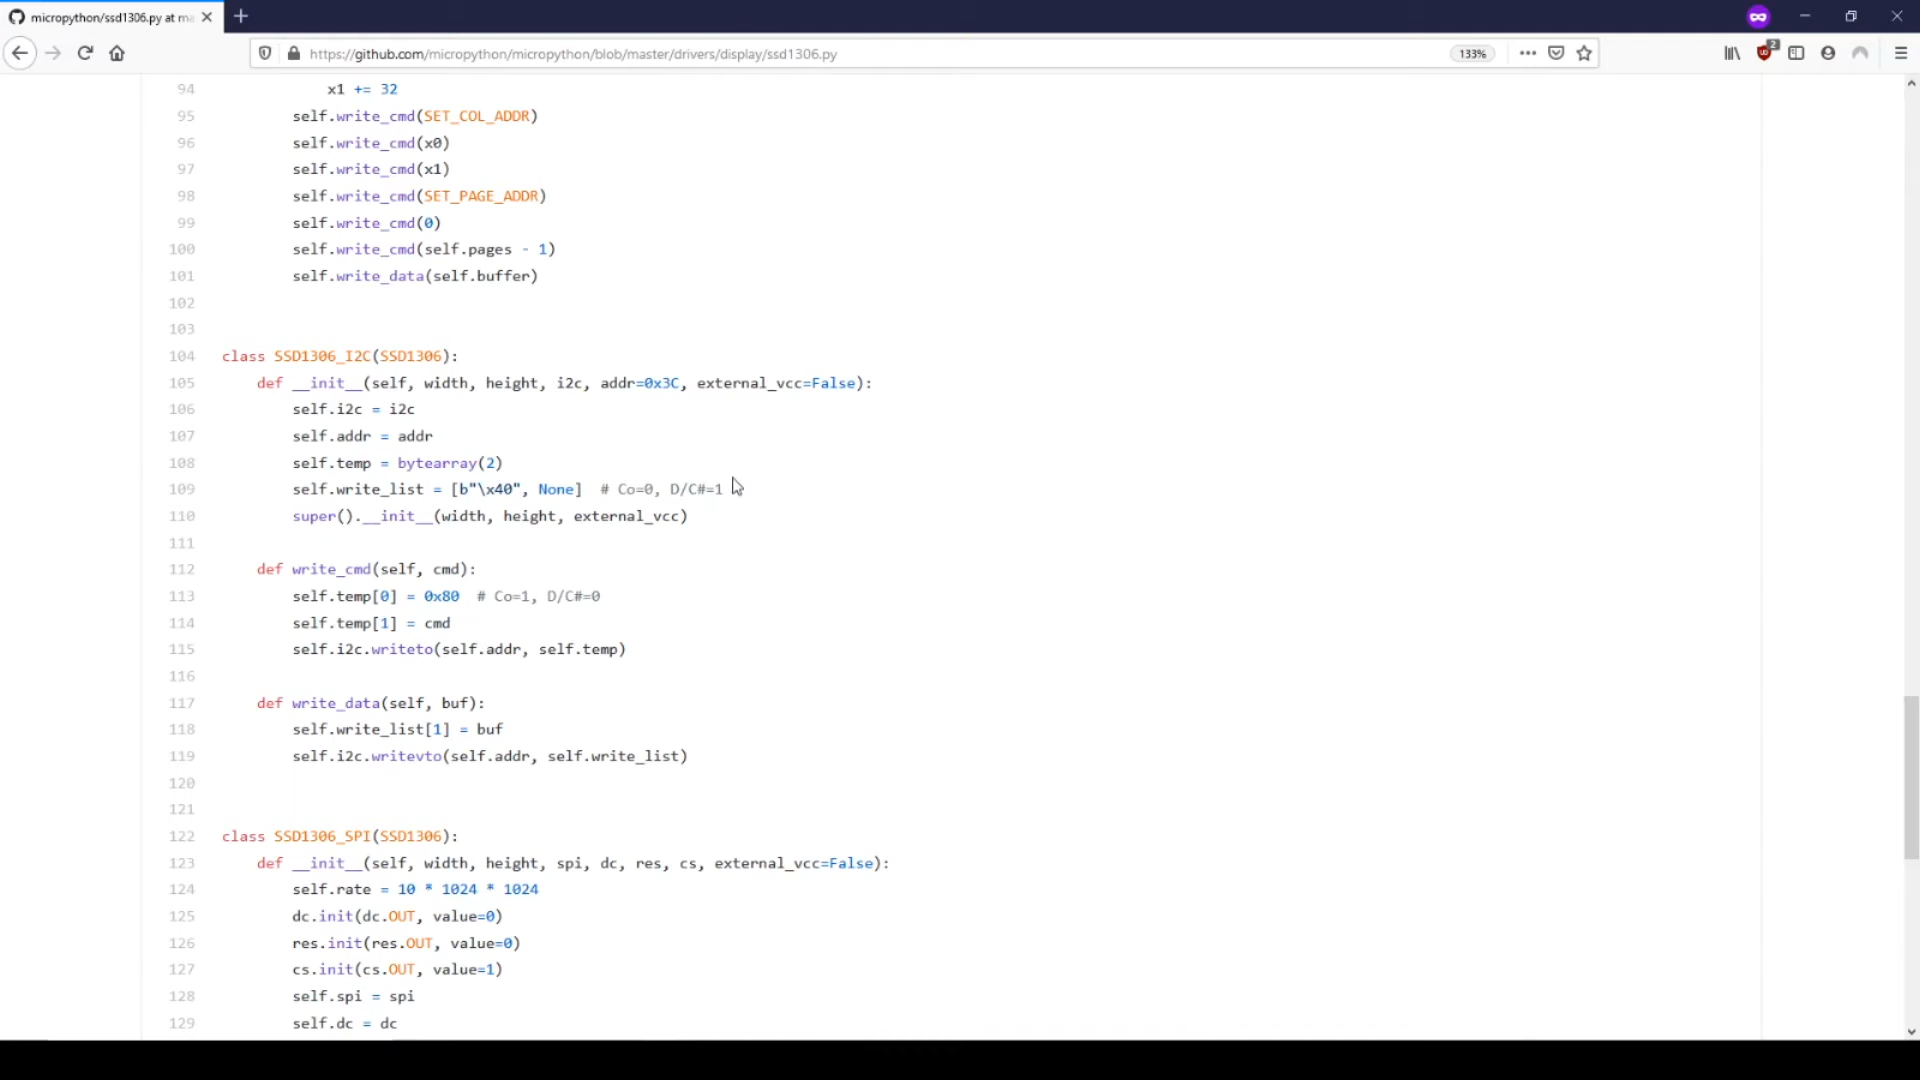 micropython/ssd1306.py at ma
https://github.com/micropython/micropython/blob/master/drivers/display/ssd1306.py
133%
2
94 x1 += 32
95 self.write_cmd(SET_COL_ADDR)
96 self.write_cmd(x0)
97 self.write_cmd(x1)
98 self.write_cmd(SET_PAGE_ADDR)
99 self.write_cmd(0)
100 self.write_cmd(self.pages - 1)
101 self.write_data(self.buffer)
102
103
104 class SSD1306_I2C(SSD1306):
105 def __init__(self, width, height, i2c, addr=0x3C, external_vcc=False):
106 self.i2c = i2c
107 self.addr = addr
108 self.temp = bytearray(2)
109 self.write_list = [b"\x40", None]  # Co=0, D/C#=1
110 super().__init__(width, height, external_vcc)
111
112 def write_cmd(self, cmd):
113 self.temp[0] = 0x80  # Co=1, D/C#=0
114 self.temp[1] = cmd
115 self.i2c.writeto(self.addr, self.temp)
116
117 def write_data(self, buf):
118 self.write_list[1] = buf
119 self.i2c.writevto(self.addr, self.write_list)
120
121
122 class SSD1306_SPI(SSD1306):
123 def __init__(self, width, height, spi, dc, res, cs, external_vcc=False):
124 self.rate = 10 * 1024 * 1024
125 dc.init(dc.OUT, value=0)
126 res.init(res.OUT, value=0)
127 cs.init(cs.OUT, value=1)
128 self.spi = spi
129 self.dc = dc